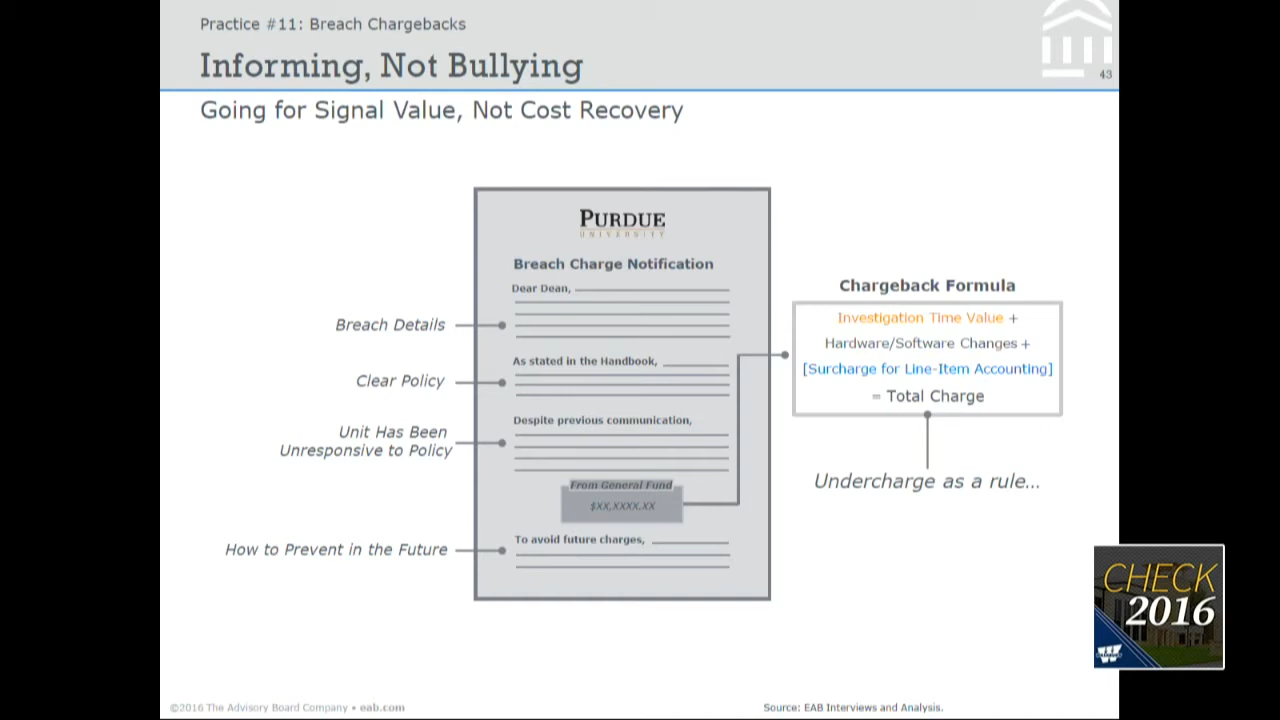 Practice #11: Breach Chargebacks
Informing, Not Bullying
43
Going for Signal Value, Not Cost Recovery
PURDUE
UNIVERSITY
Breach Charge Notification
Dear Dean,
Breach Details
As stated in the Handbook,
Clear Policy
Despite previous communication,
Unit Has Been
Unresponsive to Policy
From General Fund
$XX,XXXX.XX
To avoid future charges,
How to Prevent in the Future
Chargeback Formula
Investigation Time Value +
Hardware/Software Changes +
[Surcharge for Line-Item Accounting]
= Total Charge
Undercharge as a rule...
CHECK
2016
W
©2016 The Advisory Board Company • eab.com
Source: EAB Interviews and Analysis.